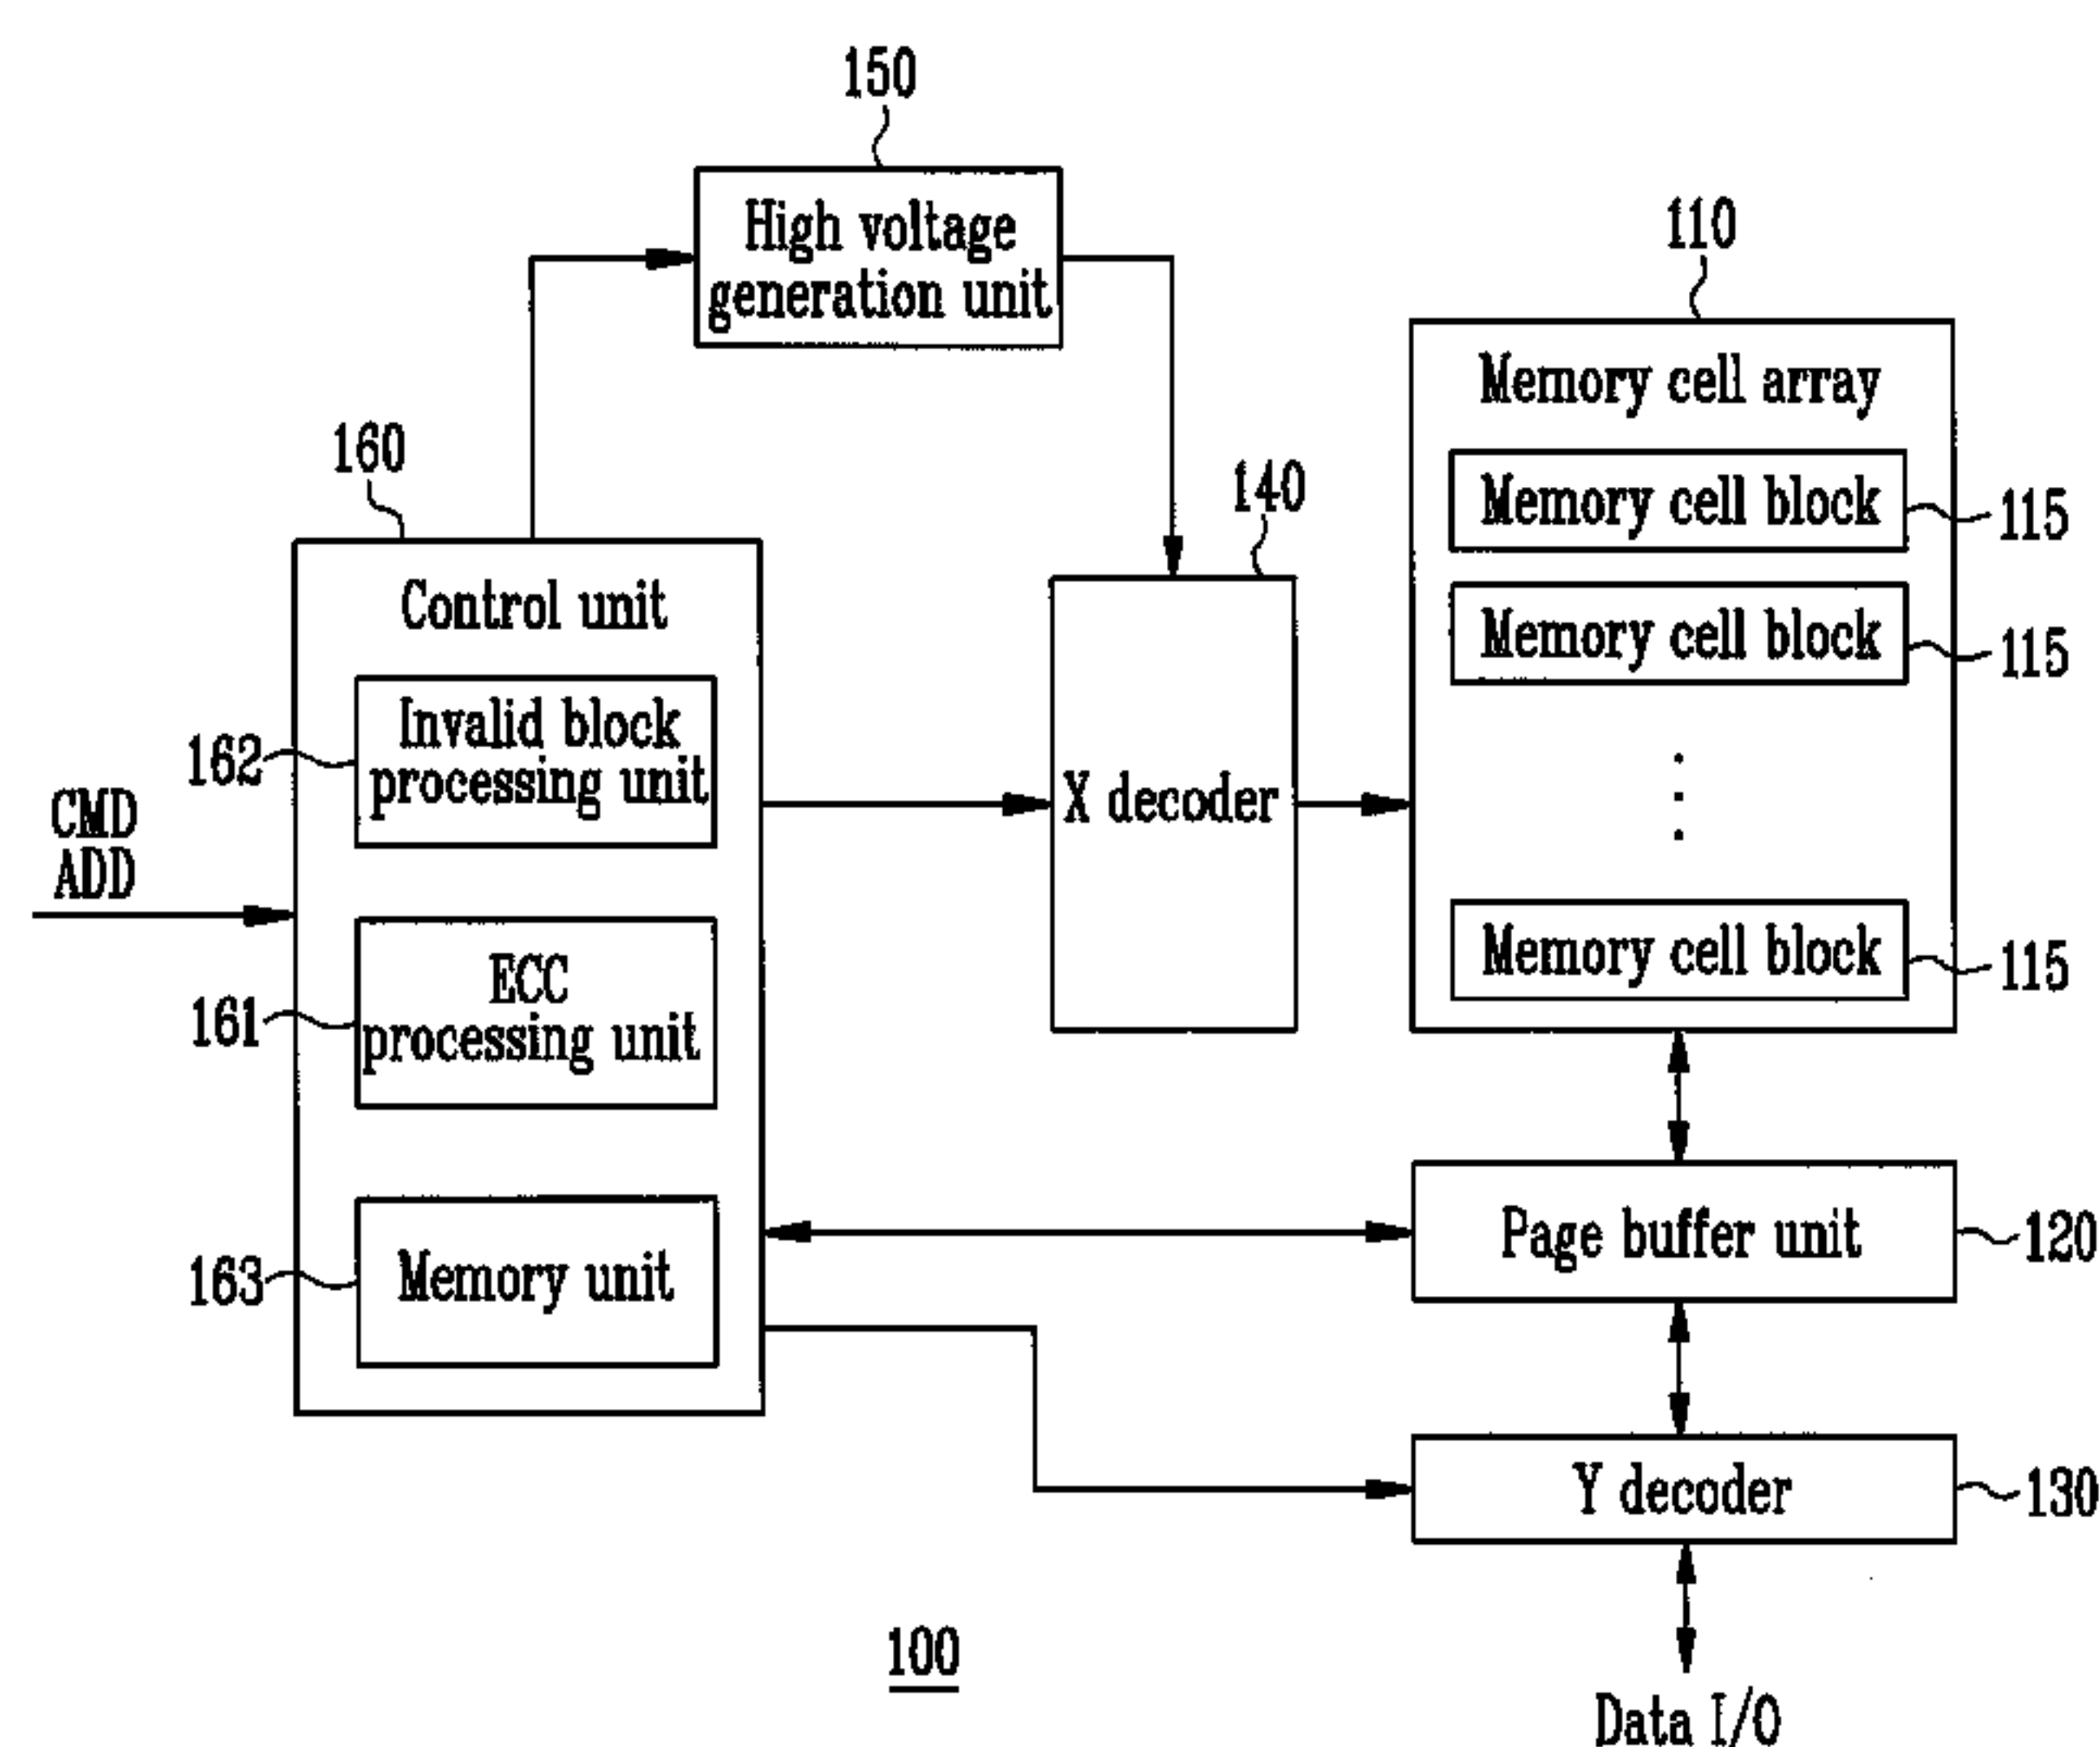 150
High voltage
generation unit
110
Memory cell array
160
140
Memory cell block
115
Control unit
Memory cell block
115
Invalid block
processing unit
162
X decoder
CMD
ADD
Memory cell block
115
ECC
processing unit
161
Page buffer unit
120
Memory unit
163
Y decoder
130
100
Data I/O